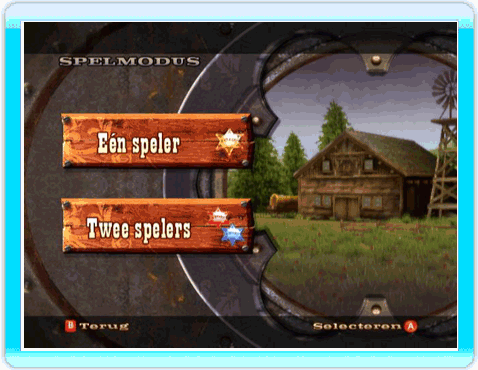 SPELMODUS
Eén speler
Twee spelers
B Terug
Selecteren A